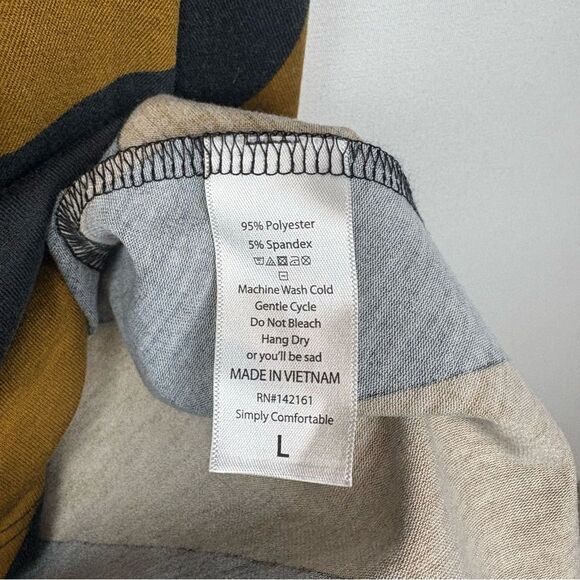 95% Polyester
5% Spandex
Machine Wash Cold
Gentle Cycle
Do Not Bleach
Hang Dry
or you'll be sad
MADE IN VIETNAM
RN#142161
Simply Comfortable
L